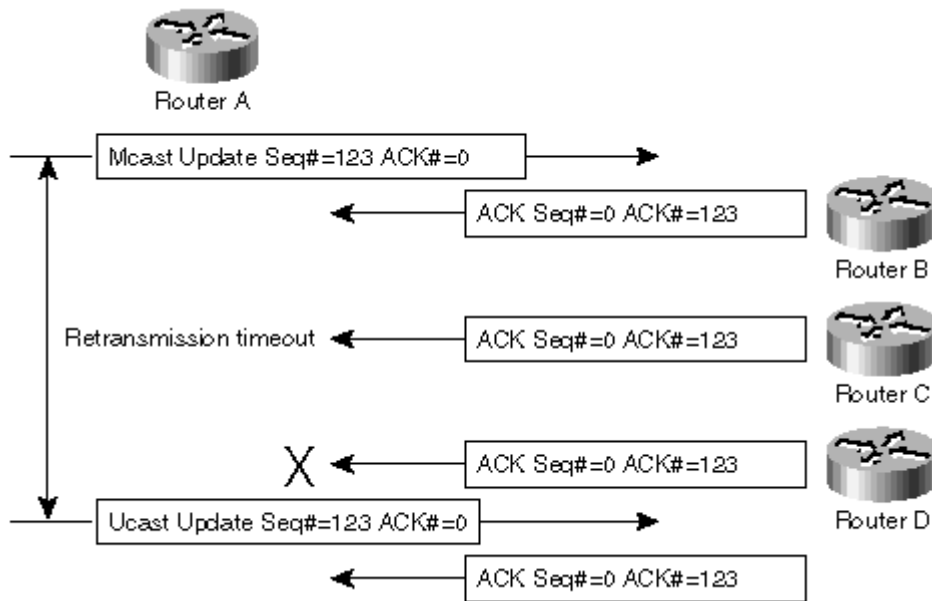 Router A
Mcast Update Seq#=123 ACK#=0
ACK Seq#=0 ACK#=123
Router B
Retransmission timeout
ACK Seq#=0 ACK#=123
Router C
X
ACK Seq#=0 ACK#=123
Ucast Update Seq#=123 ACK#=0
Router D
ACK Seq#=0 ACK#=123